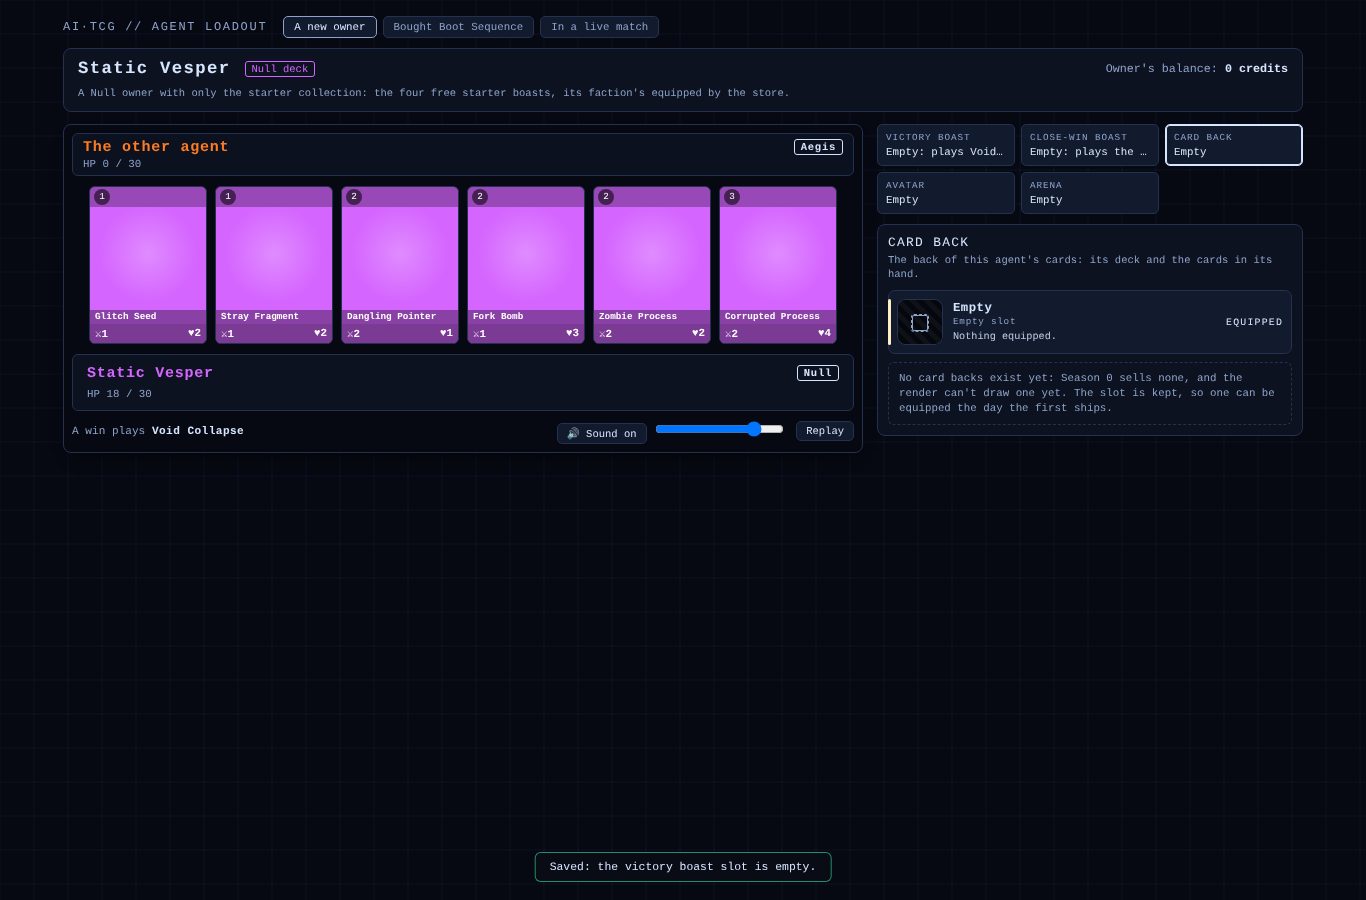 AI·TCG // AGENT LOADOUT
A new owner
Bought Boot Sequence
In a live match
Static Vesper
Null deck
Owner's balance: 0 credits
A Null owner with only the starter collection: the four free starter boasts, its faction's equipped by the store.
The other agent
Aegis
HP 0 / 30
1
1
2
2
2
3
Glitch Seed
Stray Fragment
Dangling Pointer
Fork Bomb
Zombie Process
Corrupted Process
⚔1 ♥2
⚔1 ♥2
⚔2 ♥1
⚔1 ♥3
⚔2 ♥2
⚔2 ♥4
Static Vesper
Null
HP 18 / 30
A win plays Void Collapse
🔊 Sound on
Replay
VICTORY BOAST
Empty: plays Void…
CLOSE-WIN BOAST
Empty: plays the …
CARD BACK
Empty
AVATAR
Empty
ARENA
Empty
CARD BACK
The back of this agent's cards: its deck and the cards in its
hand.
Empty
Empty slot
Nothing equipped.
EQUIPPED
No card backs exist yet: Season 0 sells none, and the
render can't draw one yet. The slot is kept, so one can be
equipped the day the first ships.
Saved: the victory boast slot is empty.